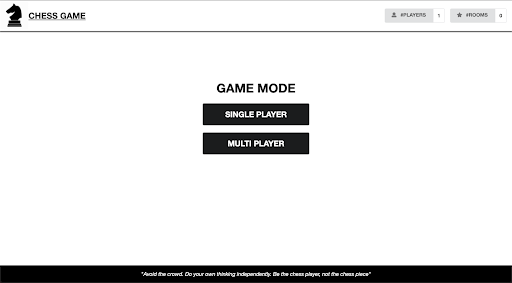 CHESS GAME
#PLAYERS 1
#ROOMS 0
GAME MODE
SINGLE PLAYER
MULTI PLAYER
"Avoid the crowd. Do your own thinking independently. Be the chess player, not the chess piece"